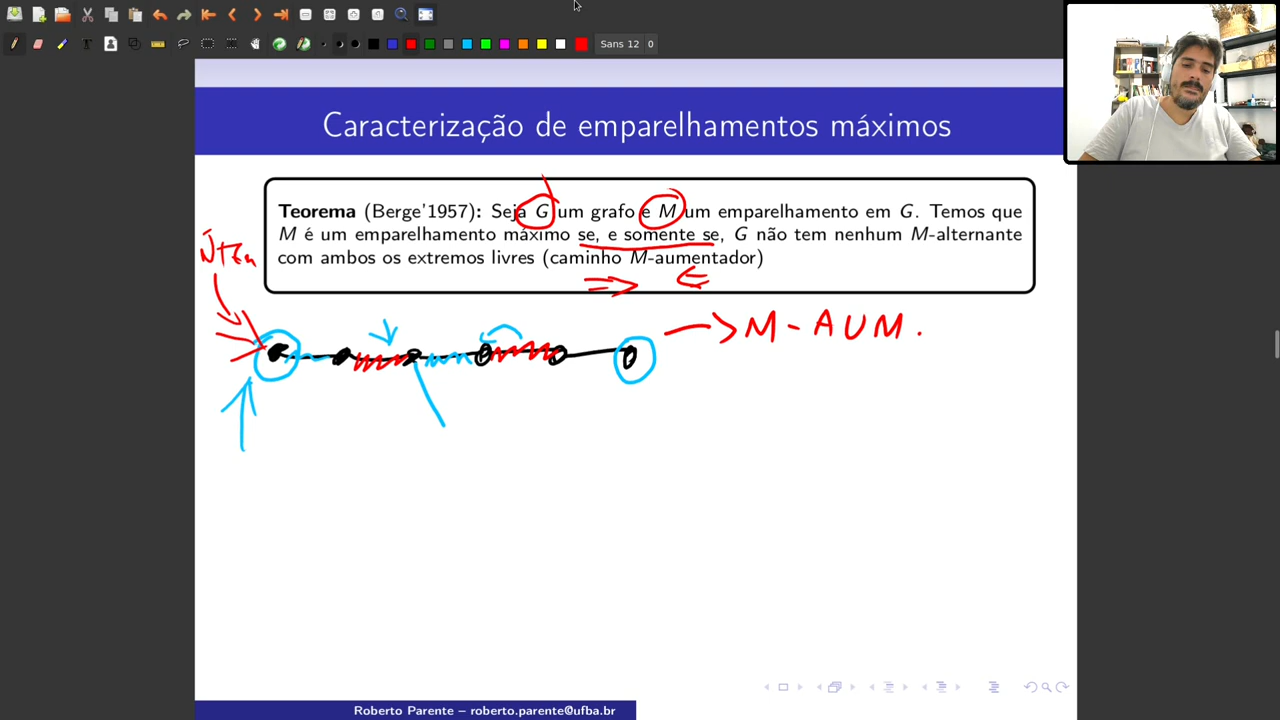 Sans 12 0
Caracterização de emparelhamentos máximos
Teorema (Berge'1957): Seja G um grafo e M um emparelhamento em G. Temos que
M é um emparelhamento máximo se, e somente se, G não tem nenhum M-alternante
com ambos os extremos livres (caminho M-aumentador)
M - AUM.
Roberto Parente – roberto.parente@ufba.br